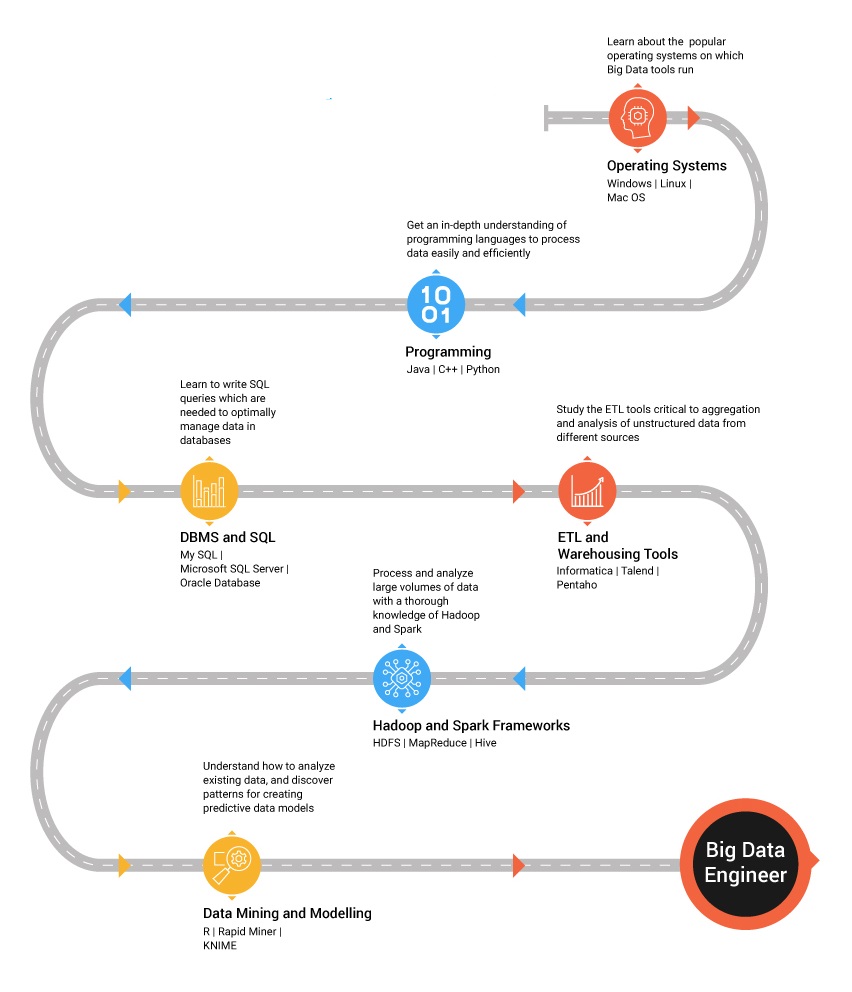 Learn about the popular
operating systems on which
Big Data tools run
Operating Systems
Windows | Linux |
Mac OS
Get an in-depth understanding of
programming languages to process
data easily and efficiently
10
01
Programming
Java | C++ | Python
Learn to write SQL
queries which are
needed to optimally
manage data in
databases
DBMS and SQL
My SQL |
Microsoft SQL Server |
Oracle Database
Study the ETL tools critical to aggregation
and analysis of unstructured data from
different sources
ETL and
Warehousing Tools
Informatica | Talend |
Pentaho
Process and analyze
large volumes of data
with a thorough
knowledge of Hadoop
and Spark
Hadoop and Spark Frameworks
HDFS | MapReduce | Hive
Understand how to analyze
existing data, and discover
patterns for creating
predictive data models
Data Mining and Modelling
R | Rapid Miner |
KNIME
Big Data
Engineer